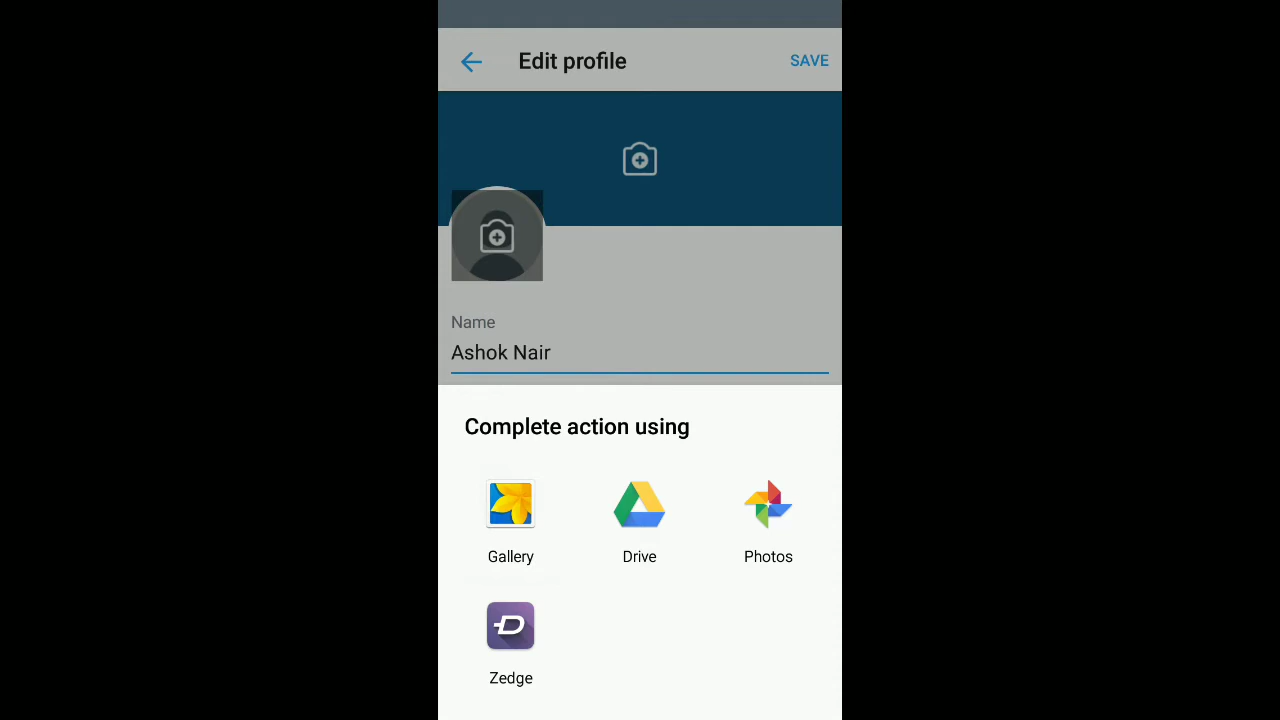 Edit profile SAVE
Name
Ashok Nair
Complete action using
Gallery Drive Photos
Zedge